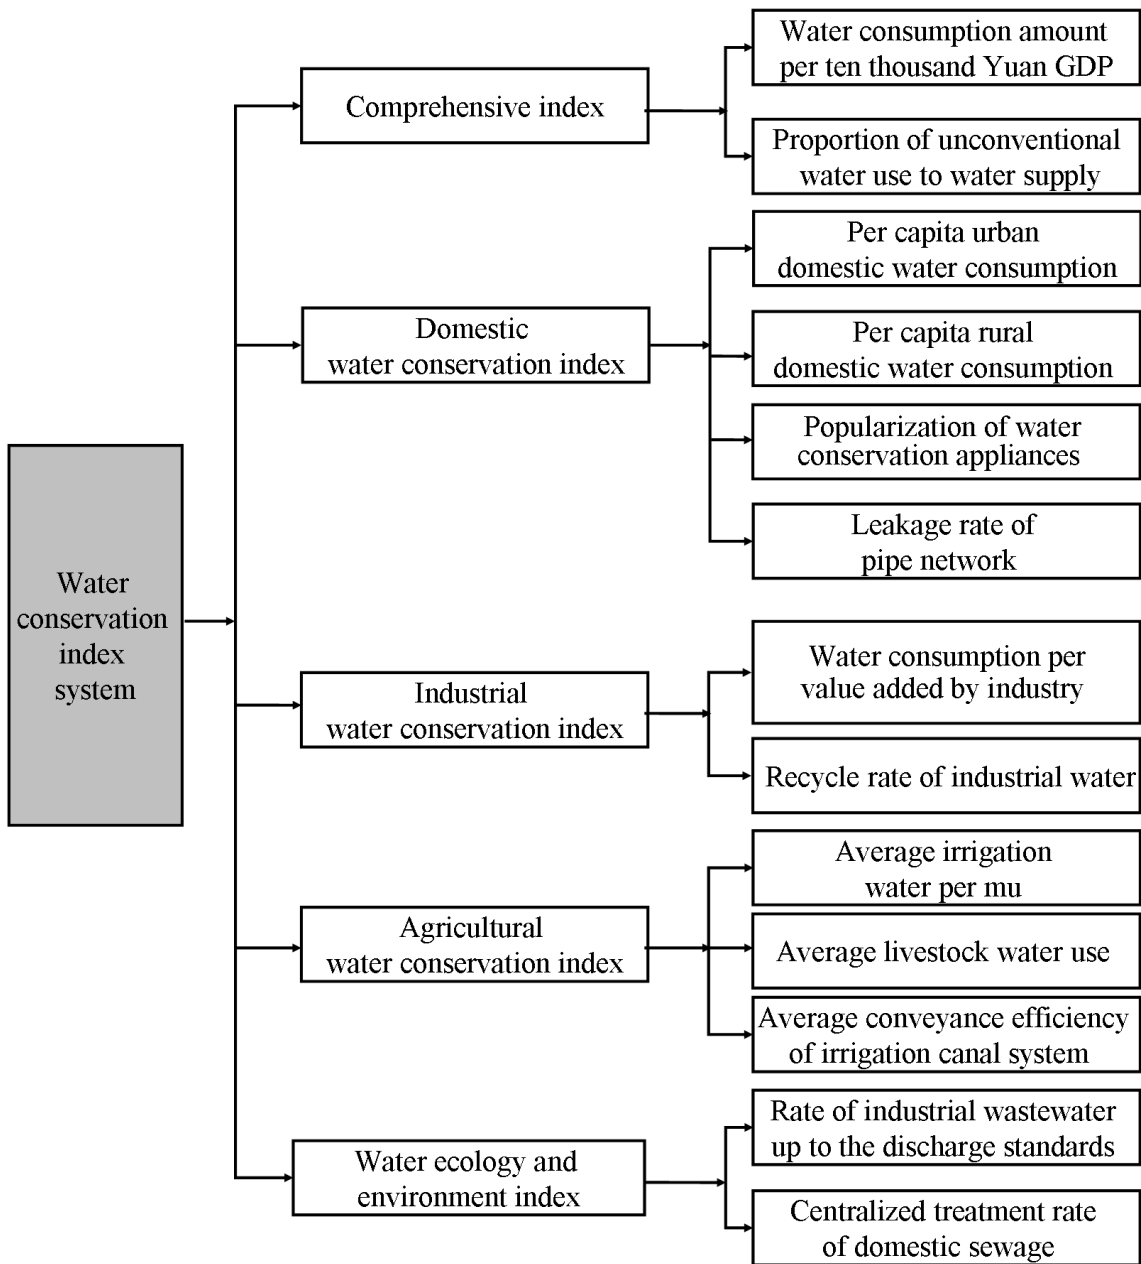 Water
conservation
index
system
Comprehensive index
Water consumption amount
per ten thousand Yuan GDP
Proportion of unconventional
water use to water supply
Domestic
water conservation index
Per capita urban
domestic water consumption
Per capita rural
domestic water consumption
Popularization of water
conservation appliances
Leakage rate of
pipe network
Industrial
water conservation index
Water consumption per
value added by industry
Recycle rate of industrial water
Agricultural
water conservation index
Average irrigation
water per mu
Average livestock water use
Average conveyance efficiency
of irrigation canal system
Water ecology and
environment index
Rate of industrial wastewater
up to the discharge standards
Centralized treatment rate
of domestic sewage